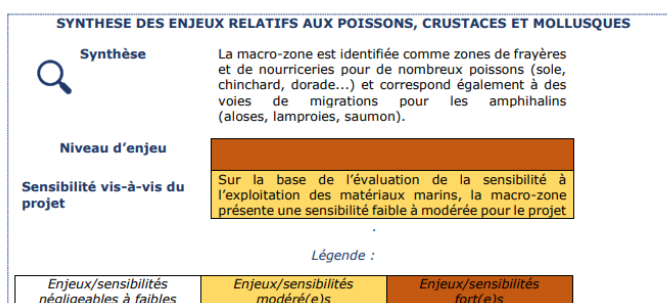 SYNTHESE DES ENJEUX RELATIFS AUX POISSONS, CRUSTACES ET MOLLUSQUES
Synthèse
La macro-zone est identifiée comme zones de frayères
et de nourriceries pour de nombreux poissons (sole,
chinchard, dorade...) et correspond également à des
voies de migrations pour les amphihalins
(aloses, lamproies, saumon).
Niveau d'enjeu
Sensibilité vis-à-vis du
projet
Sur la base de l'évaluation de la sensibilité à
l'exploitation des matériaux marins, la macro-zone
présente une sensibilité faible à modérée pour le projet
.
Légende :
Enjeux/sensibilités
négligeables à faibles
Enjeux/sensibilités
modéré(e)s
Enjeux/sensibilités
fort(e)s